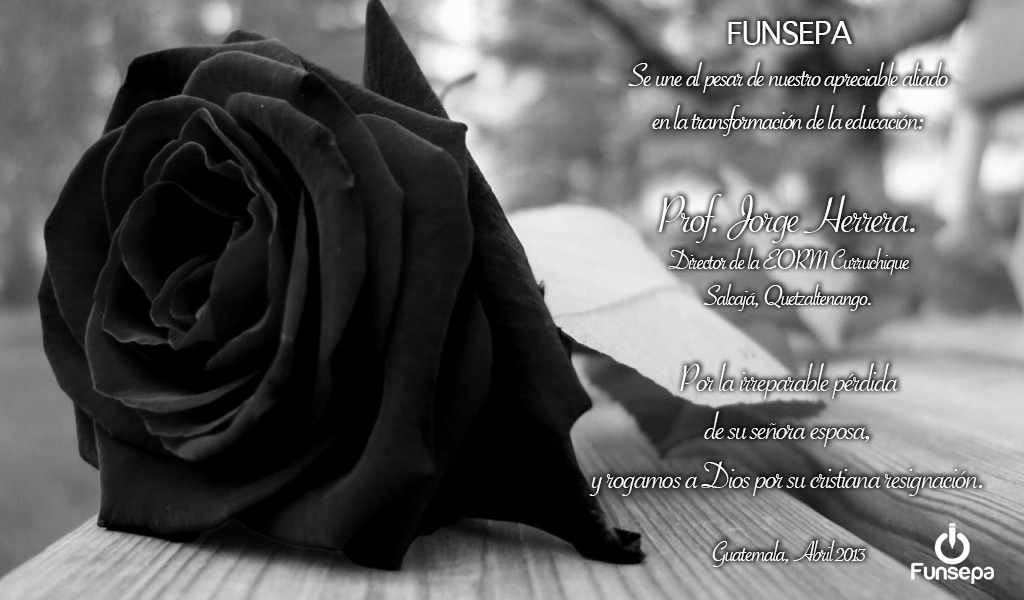 FUNSEPA
Se une al pesar de nuestro apreciable aliado
en la transformación de la educación:
Prof. Jorge Herrera.
Director de la EORM Curruchique
Salcajá, Quetzaltenango.
Por la irreparable pérdida
de su señora esposa,
y rogamos a Dios por su cristiana resignación.
Guatemala, Abril 2013
Funsepa